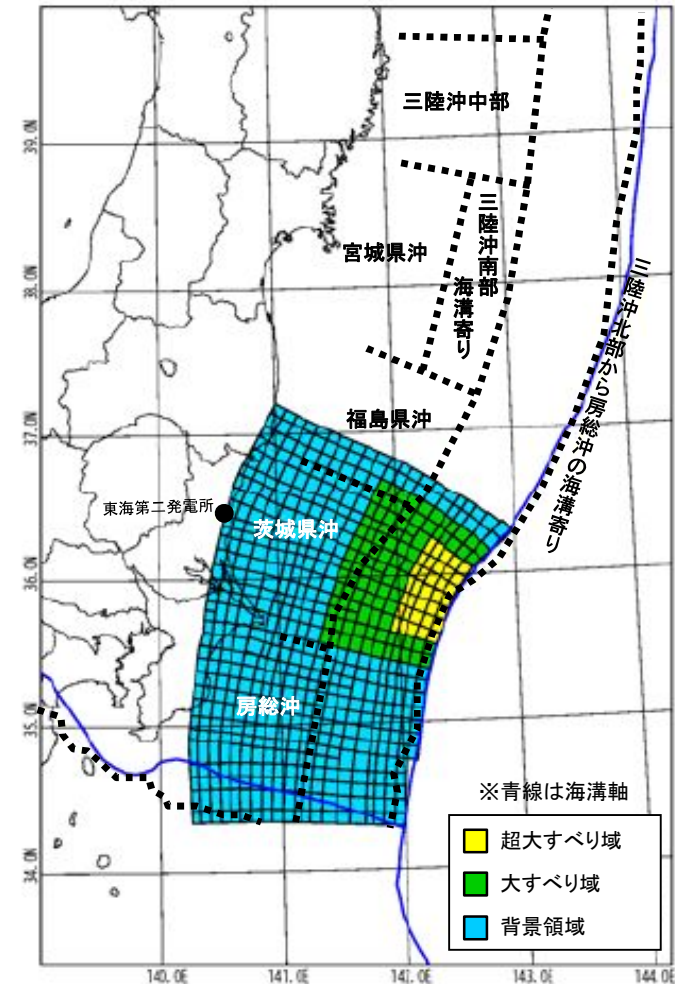 三陸沖中部
39.0N
三陸沖南部
海溝寄り
宮城県沖
38.0N
三陸沖北部から房総沖の海溝寄り
福島県沖
37.0N
東海第二発電所
茨城県沖
36.0N
房総沖
35.0N
※青線は海溝軸
超大すべり域
大すべり域
背景領域
34.0N
140.0E
141.0E
142.0E
143.0E
144.0E